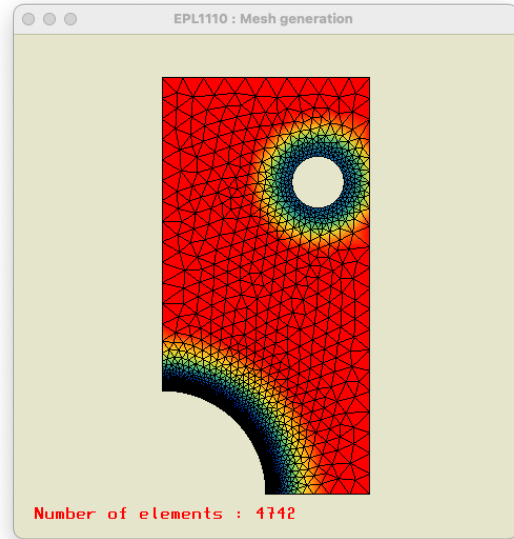 EPL1110 : Mesh generation
Number of elements : 4742